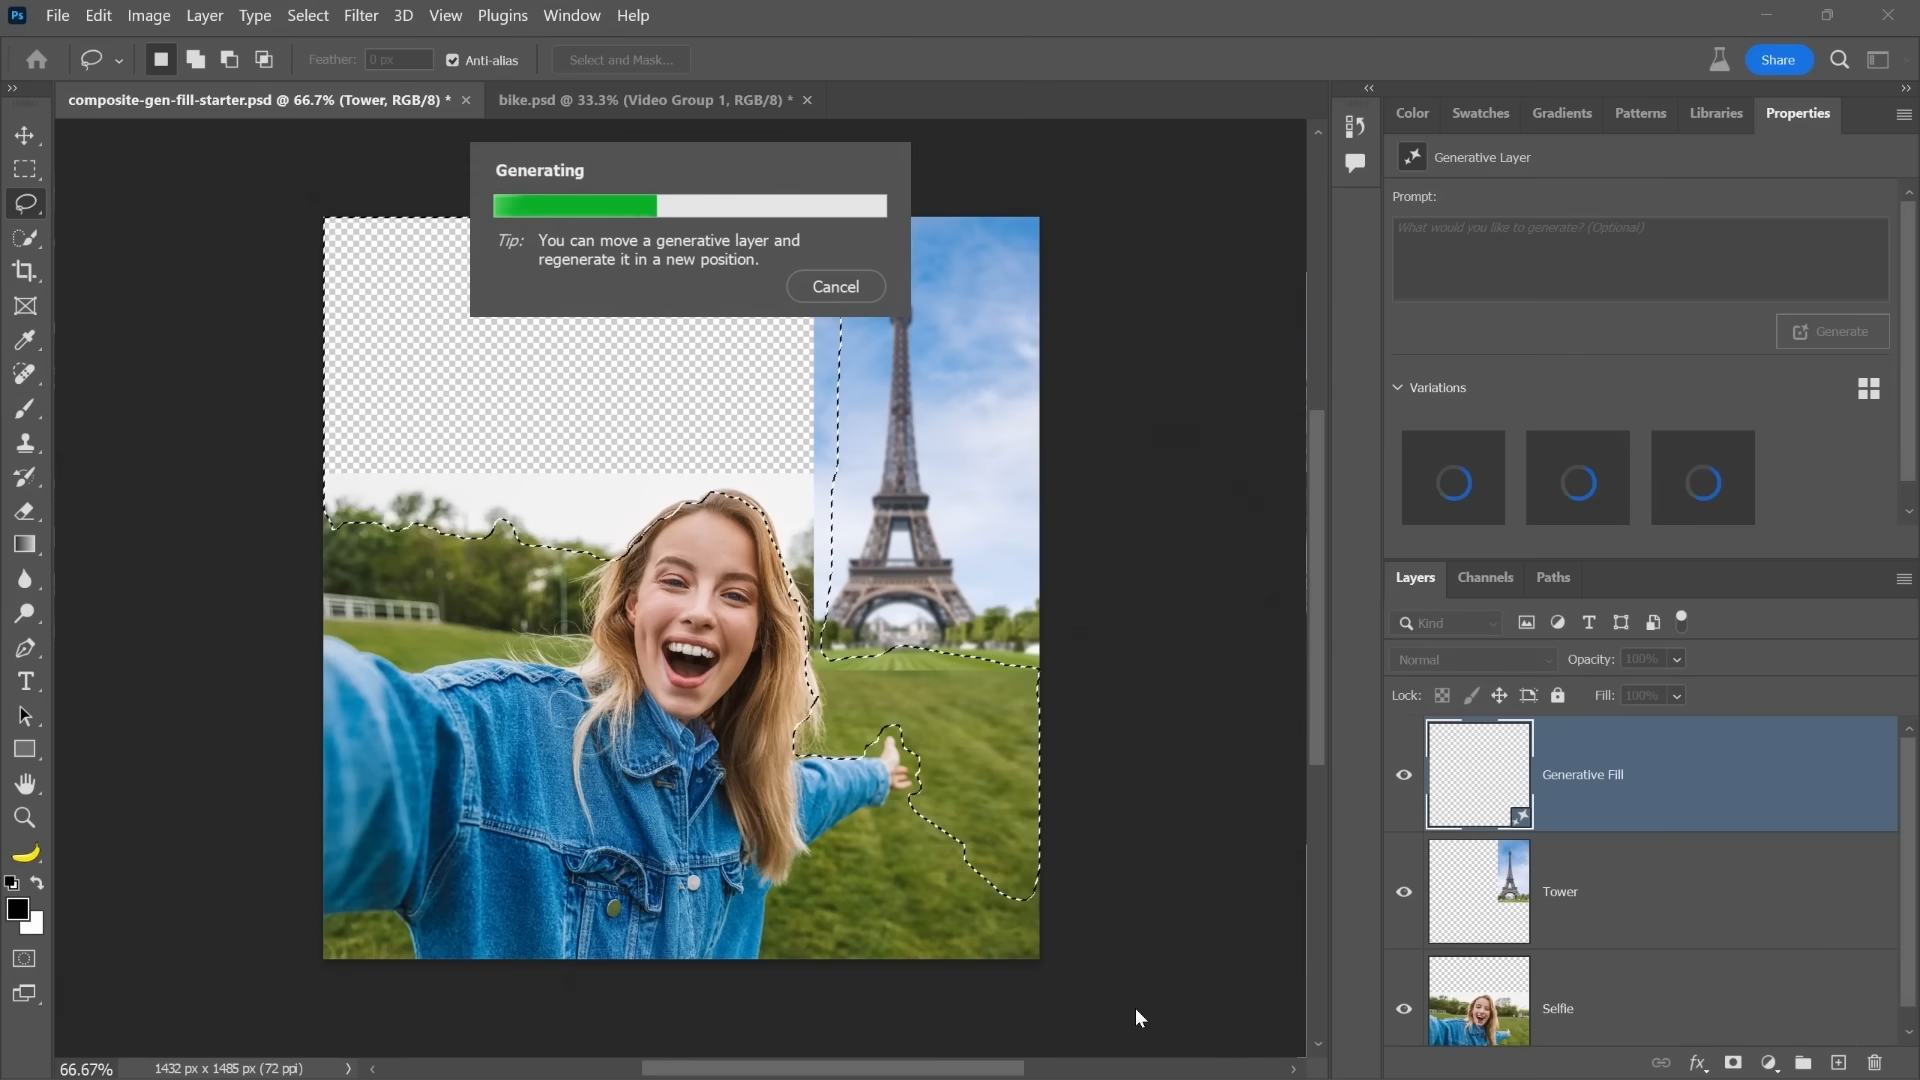 Ps File Edit Image Layer Type Select Filter 3D View Plugins Window Help
Feather: 0 px Anti-alias Select and Mask... Share
composite-gen-fill-starter.psd @ 66.7% (Tower, RGB/8) * × bike.psd @ 33.3% (Video Group 1, RGB/8) * ×
Color Swatches Gradients Patterns Libraries Properties
Generative Layer
Prompt:
What would you like to generate? (Optional)
Generate
Variations
Generating
Tip: You can move a generative layer and
regenerate it in a new position.
Cancel
Layers Channels Paths
Kind
Normal Opacity: 100%
Lock: Fill: 100%
Generative Fill
Tower
Selfie
fx
66.67% 1432 px x 1485 px (72 ppi)